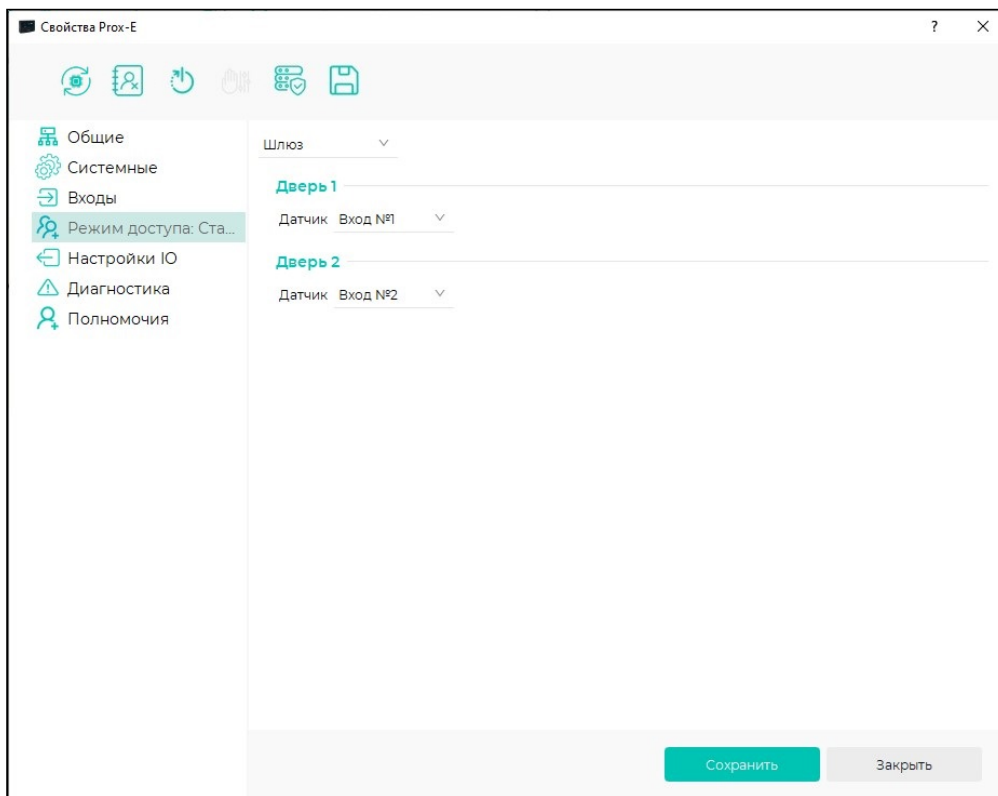 Свойства Prox-E
?
Общие
Системные
Входы
Режим доступа: Ста...
Настройки IO
Диагностика
Полномочия
Шлюз
Дверь 1
Датчик Вход №1
Дверь 2
Датчик Вход №2
Сохранить
Закрыть